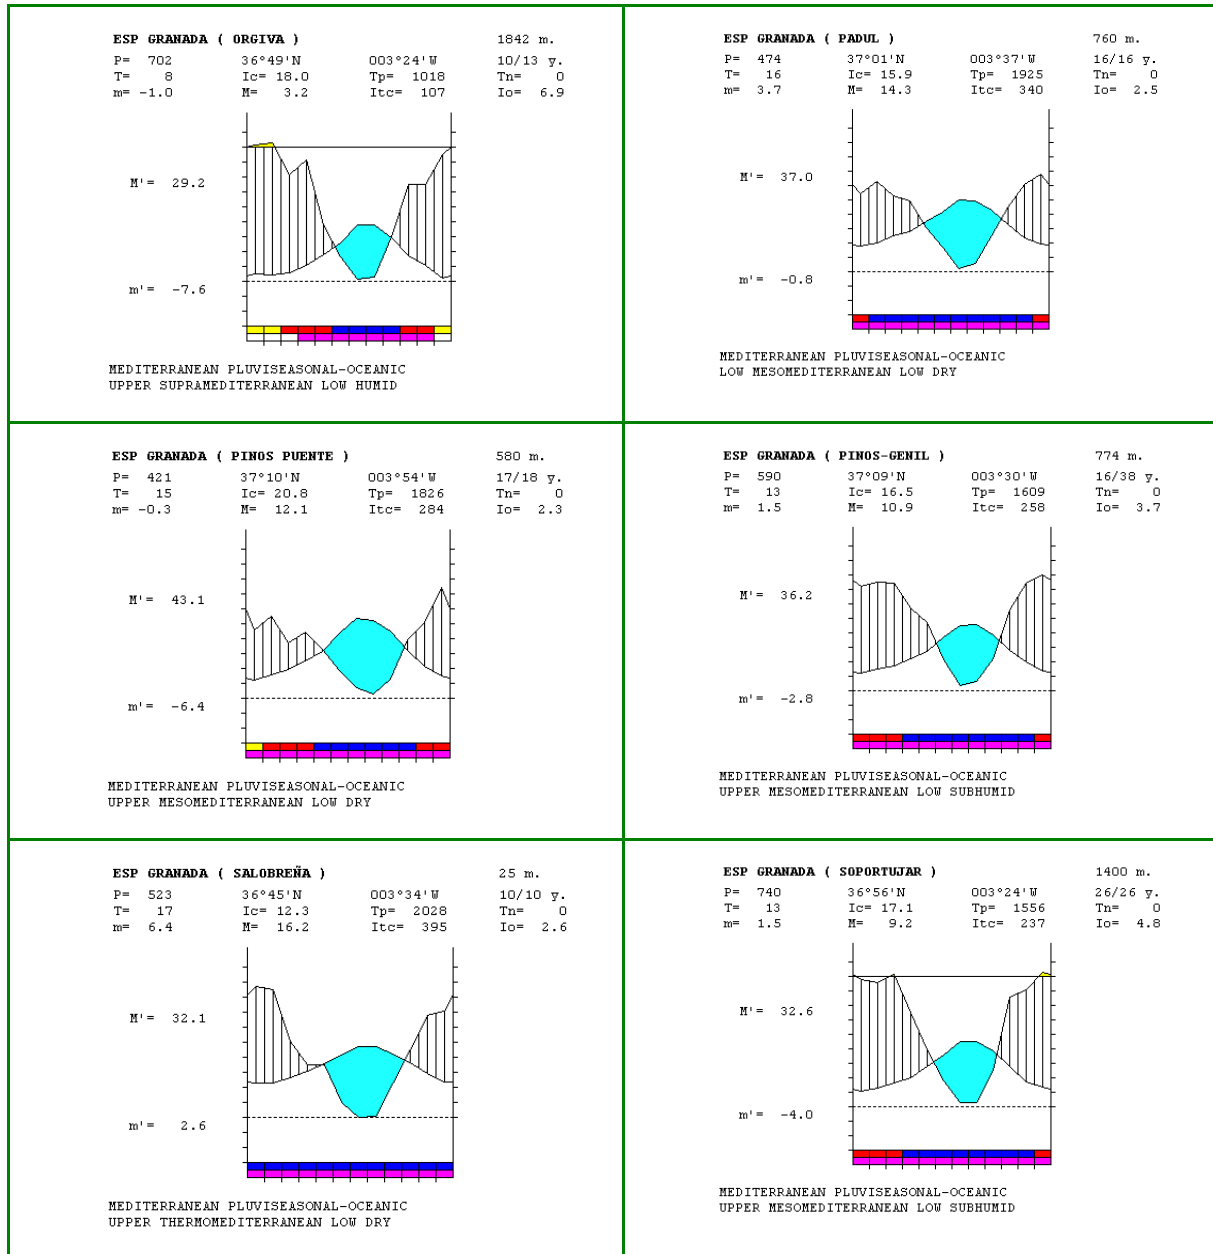 ESP GRANADA ( ORGIVA ) 1842 m.
P= 702 36°49'N 003°24'W 10/13 y.
T= 8 Ic= 18.0 Tp= 1018 Tn= 0
m= -1.0 M= 3.2 Itc= 107 Io= 6.9
M'= 29.2
m'= -7.6
MEDITERRANEAN PLUVISEASONAL-OCEANIC
UPPER SUPRAMEDITERRANEAN LOW HUMID
ESP GRANADA ( PADUL ) 760 m.
P= 474 37°01'N 003°37'W 16/16 y.
T= 16 Ic= 15.9 Tp= 1925 Tn= 0
m= 3.7 M= 14.3 Itc= 340 Io= 2.5
M'= 37.0
m'= -0.8
MEDITERRANEAN PLUVISEASONAL-OCEANIC
LOW MESOMEDITERRANEAN LOW DRY
ESP GRANADA ( PINOS PUENTE ) 580 m.
P= 421 37°10'N 003°54'W 17/18 y.
T= 15 Ic= 20.8 Tp= 1826 Tn= 0
m= -0.3 M= 12.1 Itc= 284 Io= 2.3
M'= 43.1
m'= -6.4
MEDITERRANEAN PLUVISEASONAL-OCEANIC
UPPER MESOMEDITERRANEAN LOW DRY
ESP GRANADA ( PINOS-GENIL ) 774 m.
P= 590 37°09'N 003°30'W 16/38 y.
T= 13 Ic= 16.5 Tp= 1609 Tn= 0
m= 1.5 M= 10.9 Itc= 258 Io= 3.7
M'= 36.2
m'= -2.8
MEDITERRANEAN PLUVISEASONAL-OCEANIC
UPPER MESOMEDITERRANEAN LOW SUBHUMID
ESP GRANADA ( SALOBREÑA ) 25 m.
P= 523 36°45'N 003°34'W 10/10 y.
T= 17 Ic= 12.3 Tp= 2028 Tn= 0
m= 6.4 M= 16.2 Itc= 395 Io= 2.6
M'= 32.1
m'= 2.6
MEDITERRANEAN PLUVISEASONAL-OCEANIC
UPPER THERMOMEDITERRANEAN LOW DRY
ESP GRANADA ( SOPORTUJAR ) 1400 m.
P= 740 36°56'N 003°24'W 26/26 y.
T= 13 Ic= 17.1 Tp= 1556 Tn= 0
m= 1.5 M= 9.2 Itc= 237 Io= 4.8
M'= 32.6
m'= -4.0
MEDITERRANEAN PLUVISEASONAL-OCEANIC
UPPER MESOMEDITERRANEAN LOW SUBHUMID